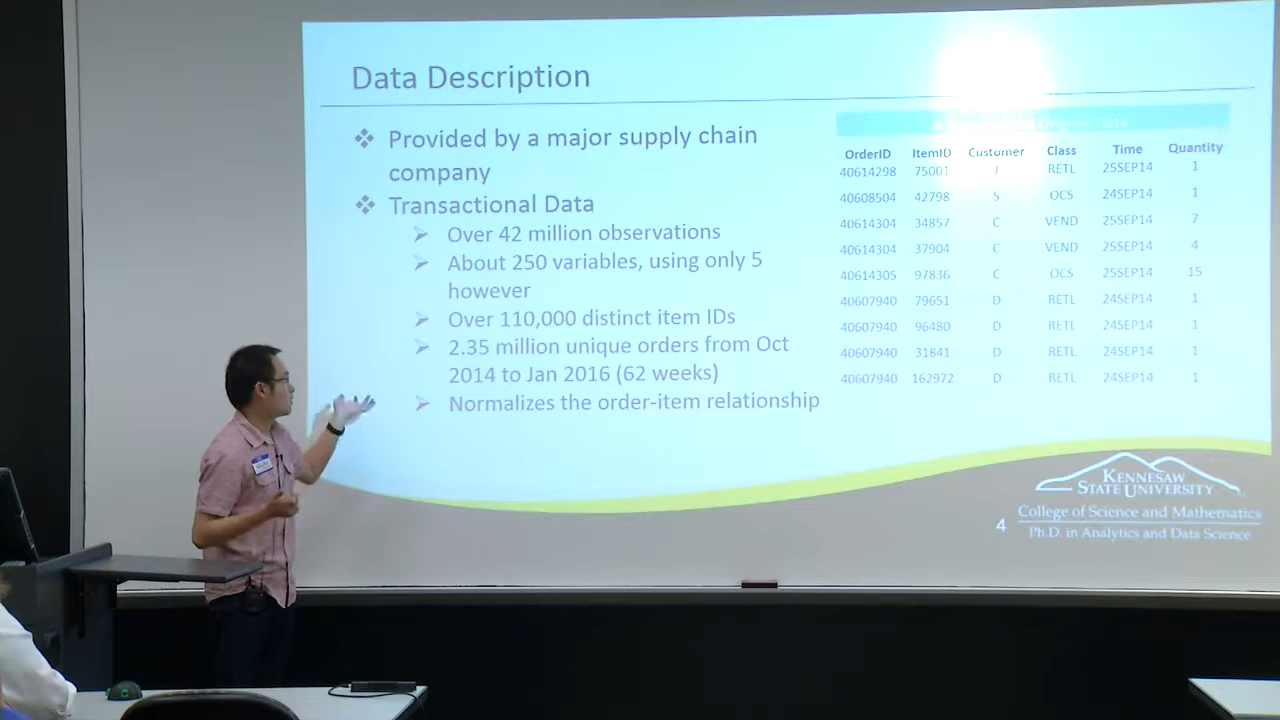 Data Description
Provided by a major supply chain
company
Transactional Data
Over 42 million observations
About 250 variables, using only 5
however
Over 110,000 distinct item IDs
2.35 million unique orders from Oct
2014 to Jan 2016 (62 weeks)
Normalizes the order-item relationship
OrderID ItemID Customer Class Time Quantity
40614298 75001 J RETL 25SEP14 1
40608504 42798 S OCS 24SEP14 1
40614304 34857 C VEND 25SEP14 7
40614304 37904 C VEND 25SEP14 4
40614305 97836 C OCS 25SEP14 15
40607940 79651 D RETL 24SEP14 1
40607940 96480 D RETL 24SEP14 1
40607940 31841 D RETL 24SEP14 1
40607940 162972 D RETL 24SEP14 1
KENNESAW
STATE UNIVERSITY
College of Science and Mathematics
Ph.D. in Analytics and Data Science
4